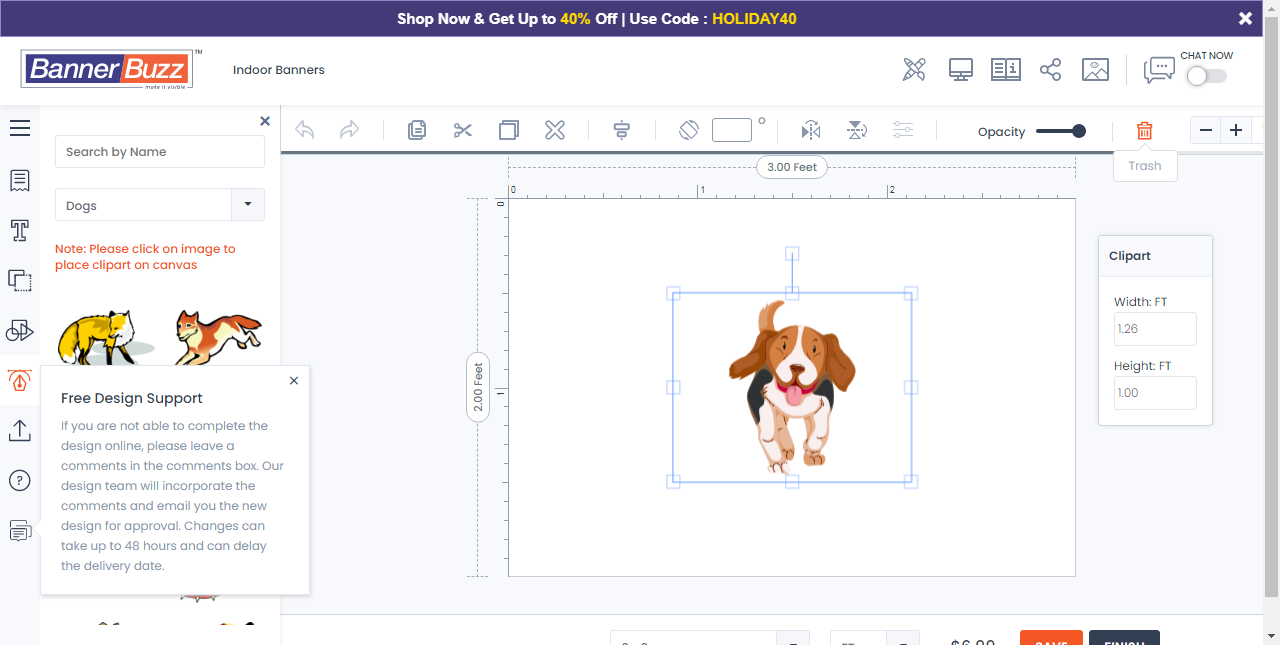 Shop Now & Get Up to 40% Off | Use Code : HOLIDAY40
BannerBuzz™
make it visible
Indoor Banners
CHAT NOW
Search by Name
Dogs
Note: Please click on image to
place clipart on canvas
Opacity
Trash
3.00 Feet
0
1
2
0
1
2.00 Feet
Clipart
Width: FT
1.26
Height: FT
1.00
Free Design Support
If you are not able to complete the
design online, please leave a
comments in the comments box. Our
design team will incorporate the
comments and email you the new
design for approval. Changes can
take up to 48 hours and can delay
the delivery date.
$6.99
SAVE
FINISH